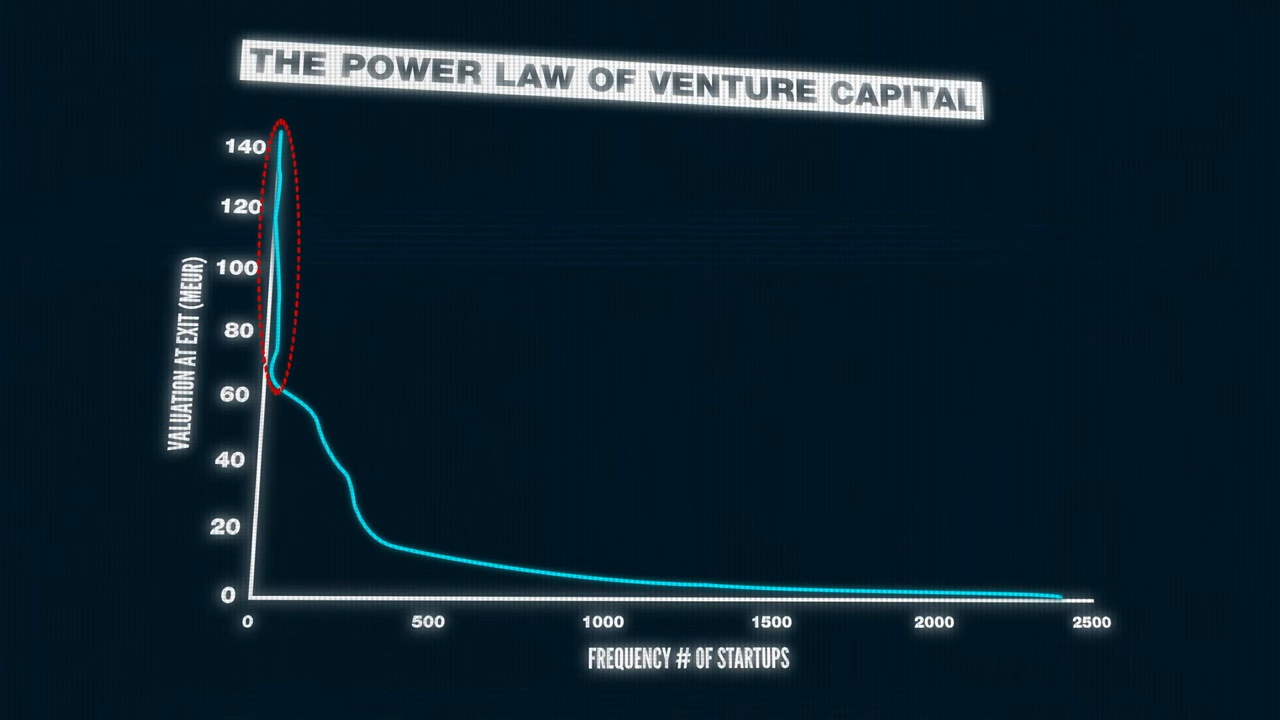 THE POWER LAW OF VENTURE CAPITAL
140
120
100
80
60
40
20
0
VALUATION AT EXIT (MEUR)
0 500 1000 1500 2000 2500
FREQUENCY # OF STARTUPS